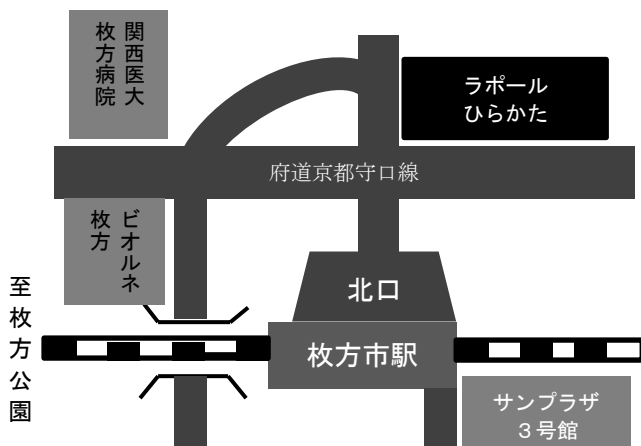 関西医大
枚方病院
ラポール
ひらかた
府道京都守口線
ビオルネ
枚方
北口
至枚方公園
枚方市駅
サンプラザ
３号館